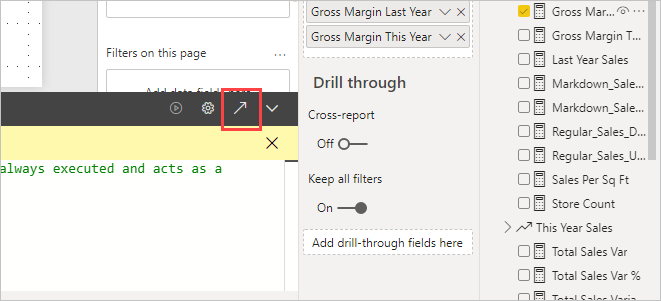 Filters on this page
...
Add data fields here
always executed and acts as a
Gross Margin Last Year
Gross Margin This Year
Drill through
Cross-report
Off
Keep all filters
On
Add drill-through fields here
Gross Mar...
Gross Margin T...
Last Year Sales
Markdown_Sale...
Markdown_Sale...
Regular_Sales_D...
Regular_Sales_U...
Sales Per Sq Ft
Store Count
This Year Sales
Total Sales Var
Total Sales Var %
Total Sales Varia...